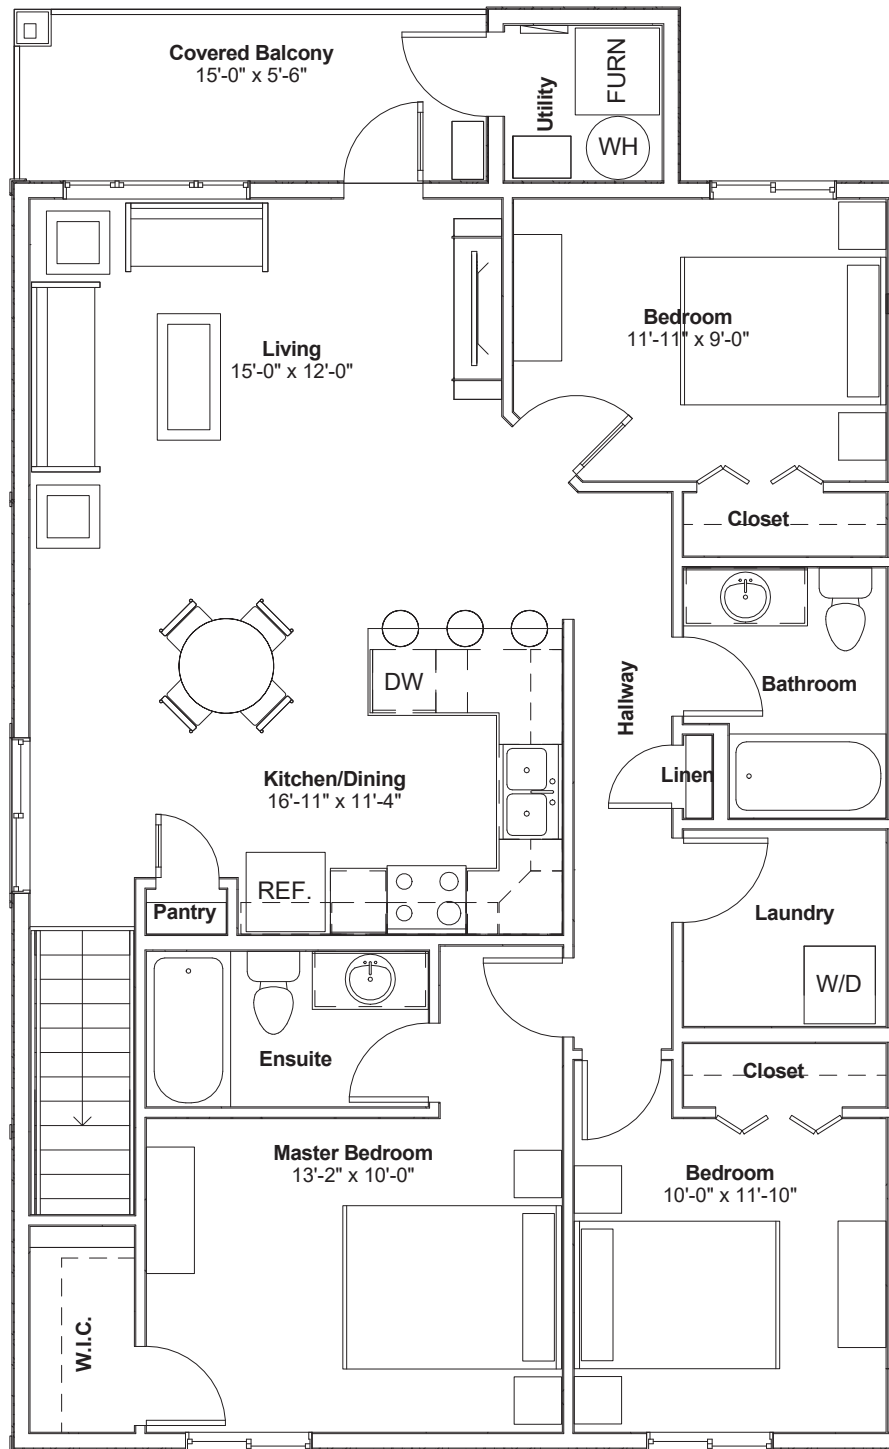 Covered Balcony
15'-0" x 5'-6"
Utility
FURN
WH
Living
15'-0" x 12'-0"
Bedroom
11'-11" x 9'-0"
Closet
DW
Hallway
Bathroom
Linen
Kitchen/Dining
16'-11" x 11'-4"
Pantry
REF.
Laundry
W/D
Ensuite
Closet
Master Bedroom
13'-2" x 10'-0"
Bedroom
10'-0" x 11'-10"
W.I.C.